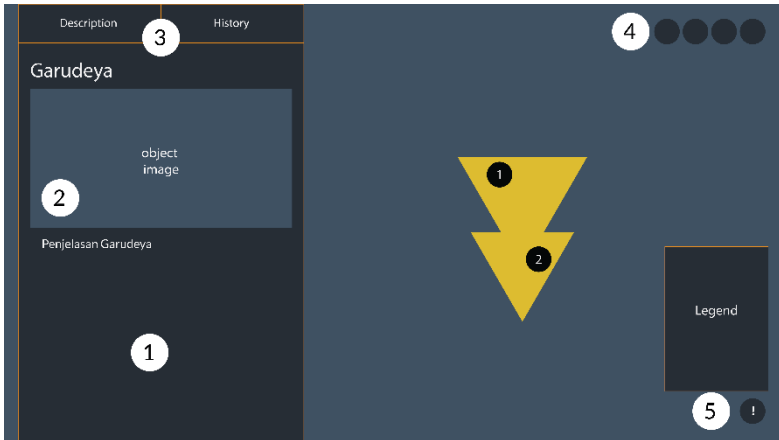 Description
History
3
4
Garudeya
object
image
2
Penjelasan Garudeya
1
1
2
Legend
5
!